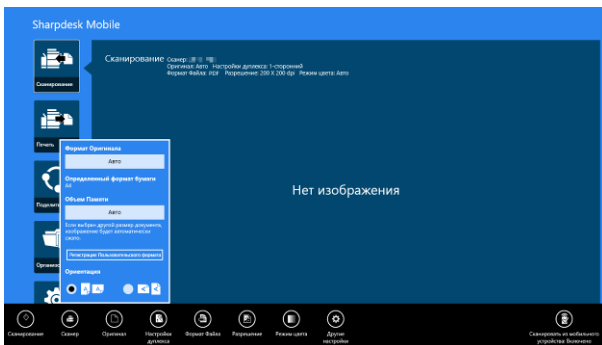 Sharpdesk Mobile
Сканирование
Сканер:
Оригинал: Авто Настройки дуплекса: 1-сторонний
Формат Файла: PDF Разрешение: 200 X 200 dpi Режим цвета: Авто
Сканирование
Печать
Формат Оригинала
Авто
Определенный формат бумаги
A4
Объем Памяти
Авто
Если выбран другой размер документа,
изображение будет автоматически
сжато.
Регистрация Пользовательского формата
Ориентация
Нет изображения
Поделить
Организ
Сканирование
Сканер
Оригинал
Настройки
дуплекса
Формат Файла
Разрешение
Режим цвета
Другие
настройки
Сканировать из мобильного
устройства: Включено